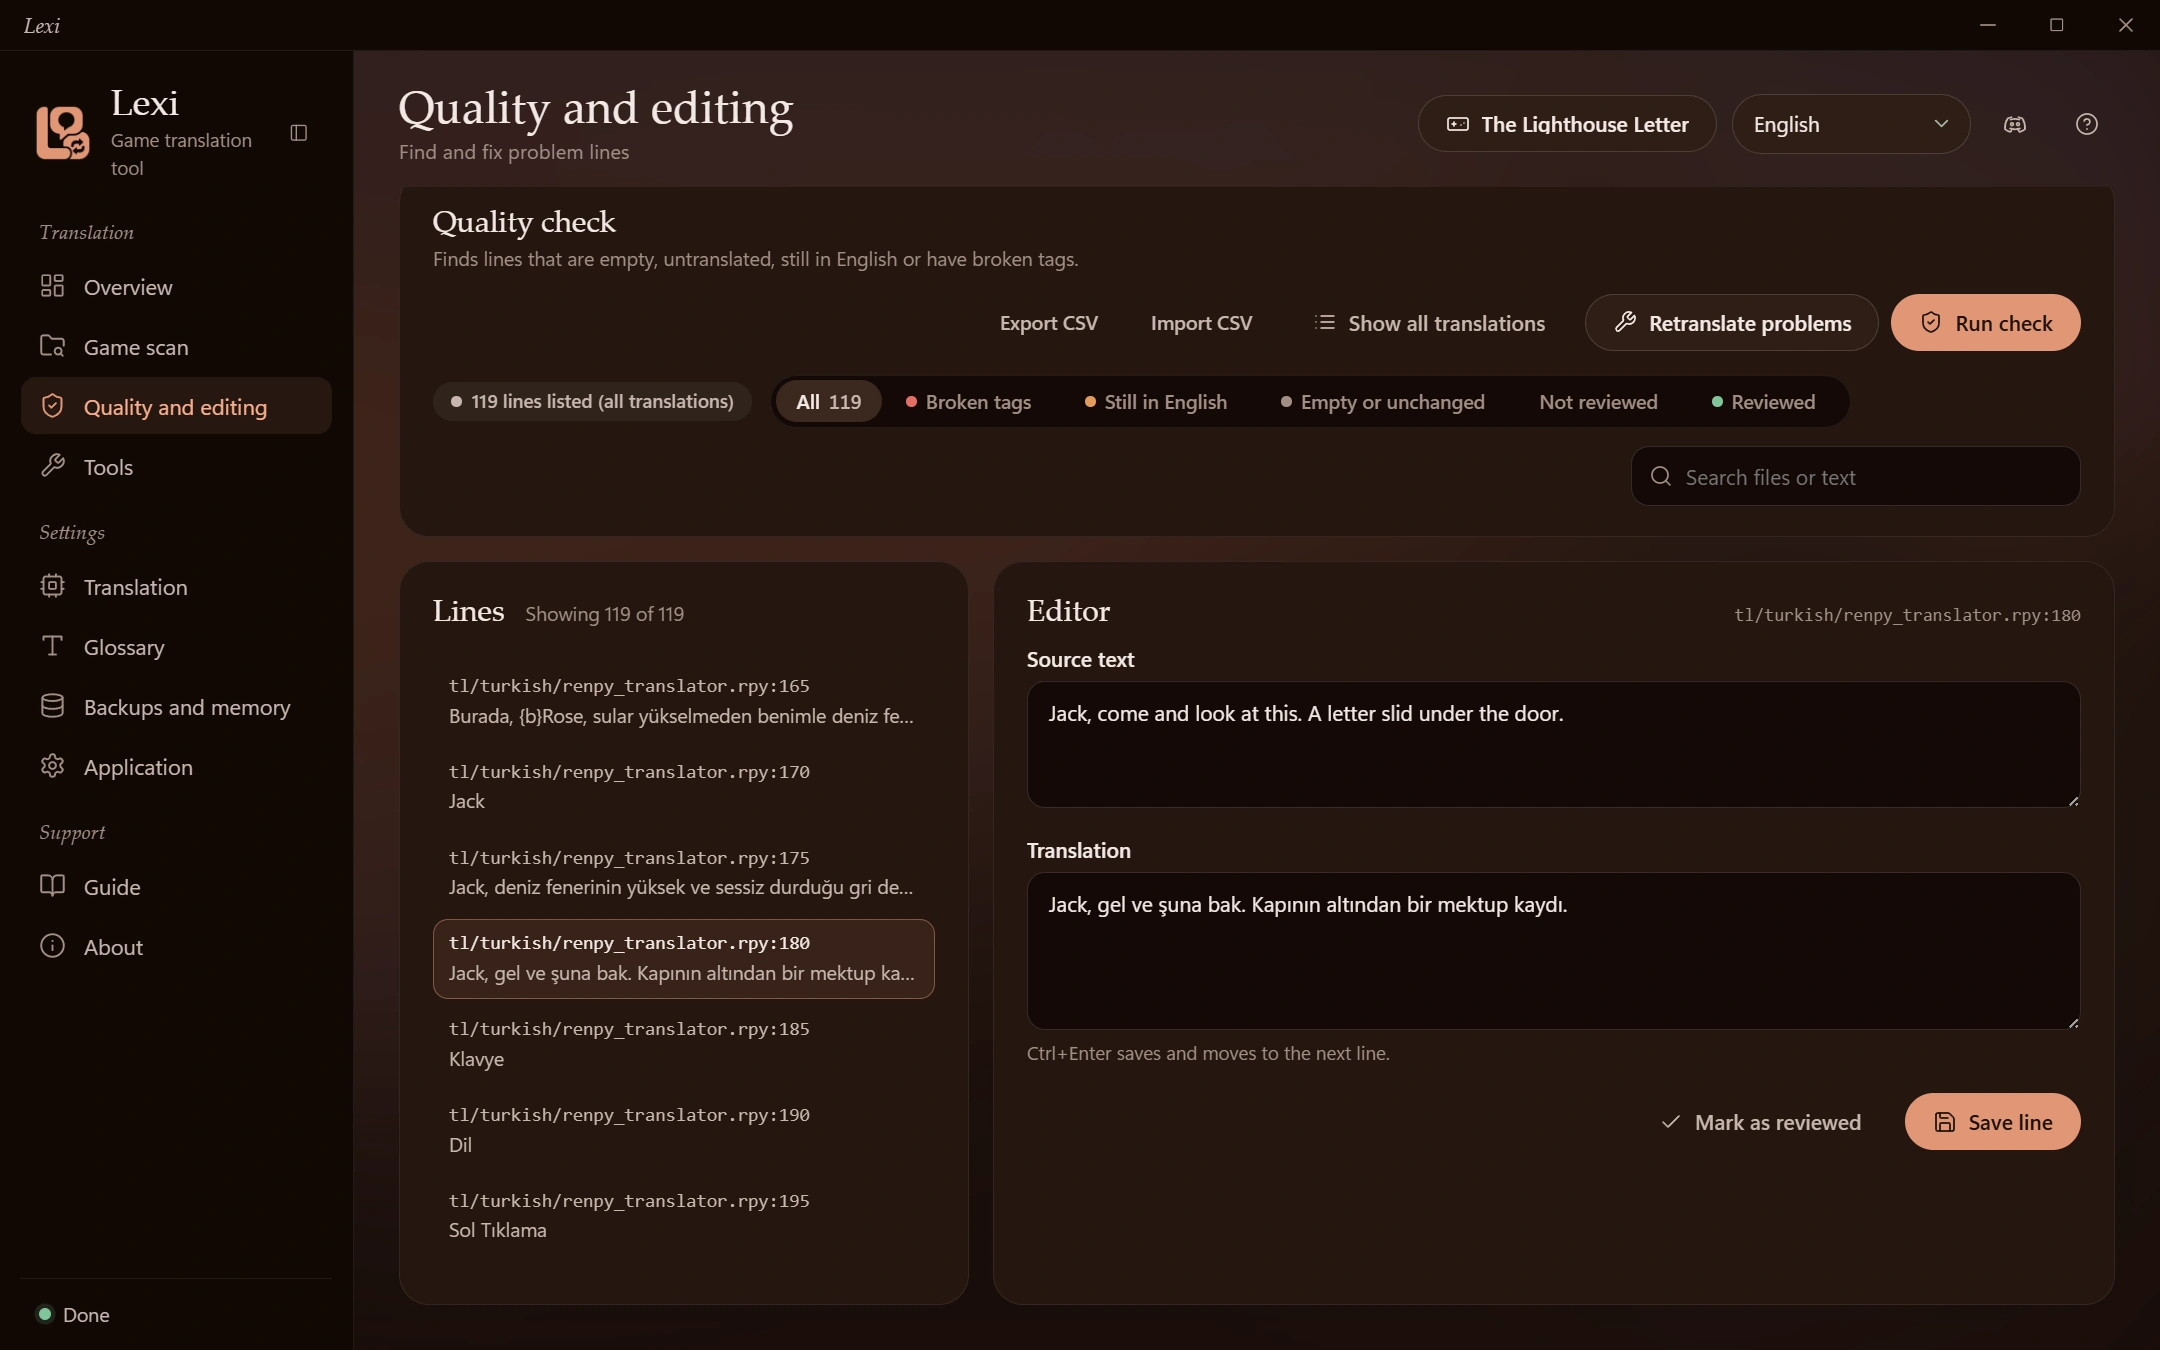 Lexi
Lexi
Game translation
tool
Translation
Overview
Game scan
Quality and editing
Tools
Settings
Translation
Glossary
Backups and memory
Application
Support
Guide
About
Done
Quality and editing
Find and fix problem lines
The Lighthouse Letter
English
Quality check
Finds lines that are empty, untranslated, still in English or have broken tags.
Export CSV
Import CSV
Show all translations
Retranslate problems
Run check
119 lines listed (all translations)
All 119
Broken tags
Still in English
Empty or unchanged
Not reviewed
Reviewed
Search files or text
Lines
Showing 119 of 119
tl/turkish/renpy_translator.rpy:165
Burada, {b}Rose, sular yükselmeden benimle deniz fe...
tl/turkish/renpy_translator.rpy:170
Jack
tl/turkish/renpy_translator.rpy:175
Jack, deniz fenerinin yüksek ve sessiz durduğu gri de...
tl/turkish/renpy_translator.rpy:180
Jack, gel ve şuna bak. Kapının altından bir mektup ka...
tl/turkish/renpy_translator.rpy:185
Klavye
tl/turkish/renpy_translator.rpy:190
Dil
tl/turkish/renpy_translator.rpy:195
Sol Tıklama
Editor
tl/turkish/renpy_translator.rpy:180
Source text
Jack, come and look at this. A letter slid under the door.
Translation
Jack, gel ve şuna bak. Kapının altından bir mektup kaydı.
Ctrl+Enter saves and moves to the next line.
Mark as reviewed
Save line